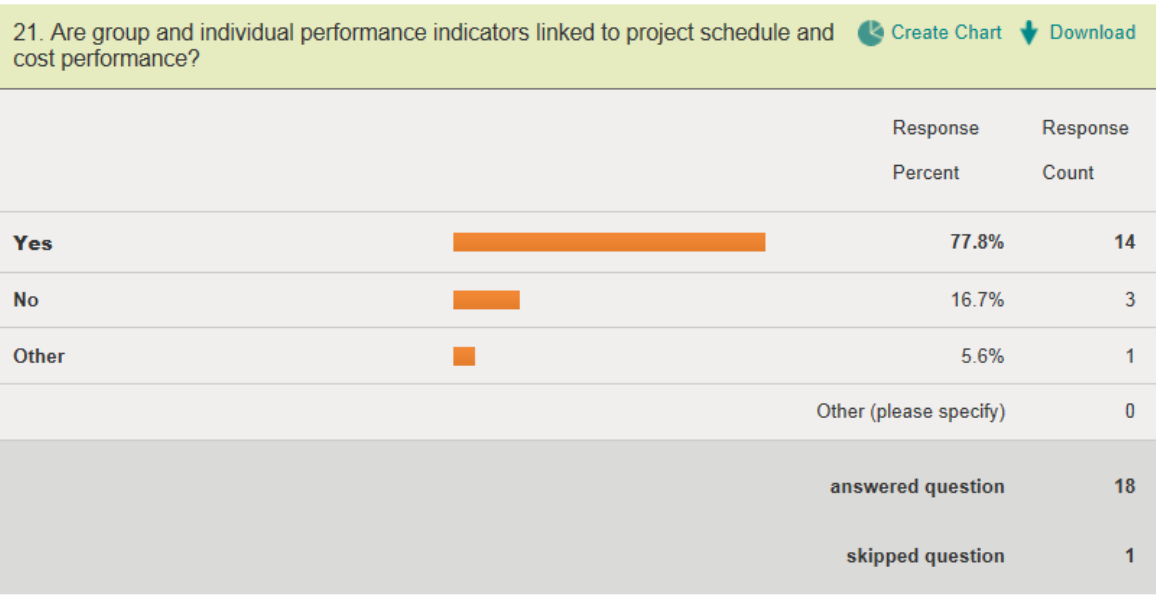 21. Are group and individual performance indicators linked to project schedule and
cost performance?
Create Chart Download
Response Response
Percent Count
Yes 77.8% 14
No 16.7% 3
Other 5.6% 1
Other (please specify) 0
answered question 18
skipped question 1